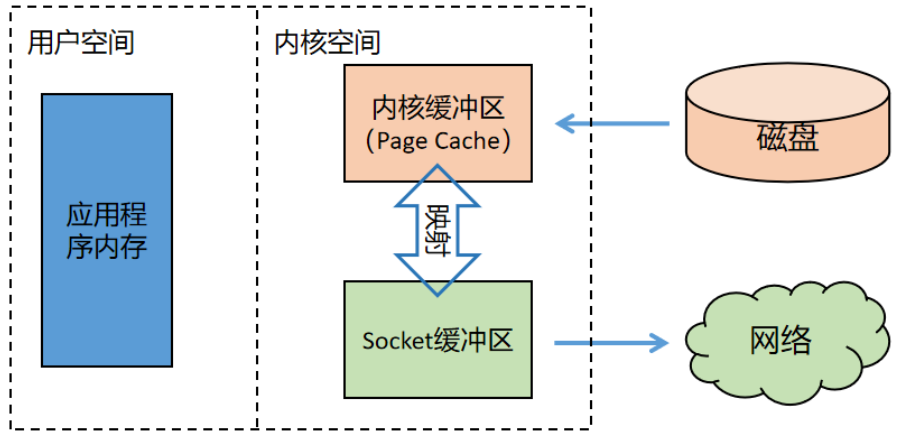 用户空间
内核空间
应用程
序内存
内核缓冲区
（Page Cache）
映射
Socket缓冲区
磁盘
网络